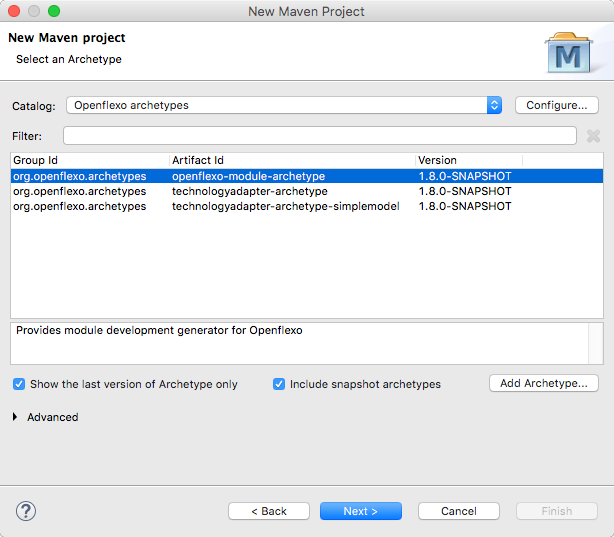 New Maven Project
New Maven project
Select an Archetype
M
Catalog: Openflexo archetypes Configure...
Filter:
Group Id Artifact Id Version
org.openflexo.archetypes openflexo-module-archetype 1.8.0-SNAPSHOT
org.openflexo.archetypes technologyadapter-archetype 1.8.0-SNAPSHOT
org.openflexo.archetypes technologyadapter-archetype-simplemodel 1.8.0-SNAPSHOT
Provides module development generator for Openflexo
Show the last version of Archetype only Include snapshot archetypes Add Archetype...
Advanced
? < Back Next > Cancel Finish